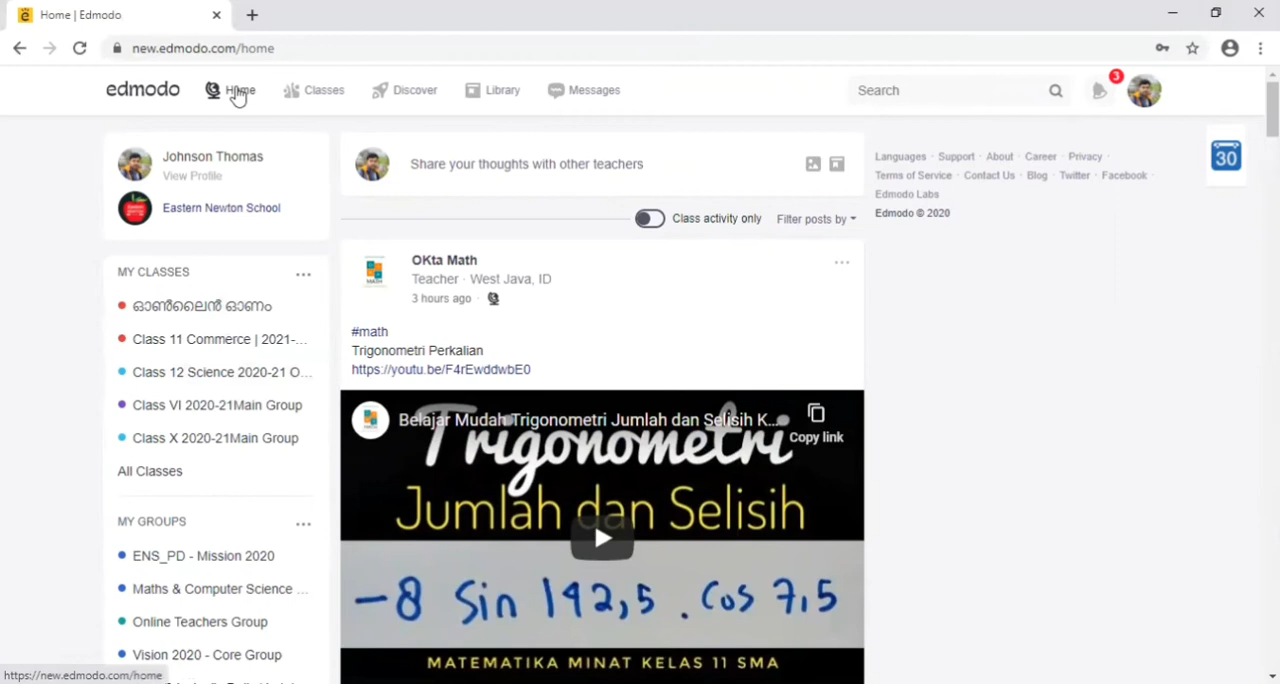 Home | Edmodo
new.edmodo.com/home
edmodo Home Classes Discover Library Messages Search 3
Johnson Thomas
View Profile
Eastern Newton School
Share your thoughts with other teachers
Class activity only Filter posts by
Languages · Support · About · Career · Privacy ·
Terms of Service · Contact Us · Blog · Twitter · Facebook ·
Edmodo Labs
Edmodo © 2020
30
MY CLASSES ...
ഓൺലൈൻ ഓണം
Class 11 Commerce | 2021-...
Class 12 Science 2020-21 O...
Class VI 2020-21Main Group
Class X 2020-21Main Group
All Classes
MY GROUPS ...
ENS_PD - Mission 2020
Maths & Computer Science ...
Online Teachers Group
Vision 2020 - Core Group
OKta Math
Teacher · West Java, ID
3 hours ago ·
#math
Trigonometri Perkalian
https://youtu.be/F4rEwddwbE0
Belajar Mudah Trigonometri Jumlah dan Selisih K...
Copy link
Trigonometri
Jumlah dan Selisih
-8 Sin 142,5 . Cos 7,5
MATEMATIKA MINAT KELAS 11 SMA
https://new.edmodo.com/home